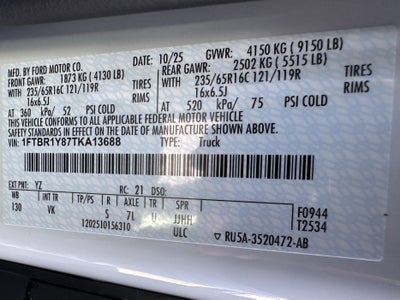 MFD. BY FORD MOTOR CO. 10/25 GVWR: 4150 KG ( 9150 LB)
FRONT GAWR: 1873 KG ( 4130 LB) REAR GAWR: 2502 KG ( 5515 LB)
WITH 235/65R16C 121/119R TIRES WITH 235/65R16C 121/119R TIRES
16x6.5J RIMS 16x6.5J RIMS
AT 360 KPA/ 52 PSI COLD AT 520 KPA/ 75 PSI COLD
THIS VEHICLE CONFORMS TO ALL APPLICABLE FEDERAL MOTOR VEHICLE
SAFETY STANDARDS IN EFFECT ON THE DATE OF MANUFACTURE SHOWN ABOVE.
VIN: 1FTBR1Y87TKA13688 TYPE: Truck
EXT PNT: YZ RC: 21 DSO:
WB INT TR TP/PS R AXLE TR SPR F0944
130 VK S 7L U JJHH T2534
1202510156310 ULC RU5A-3520472-AB